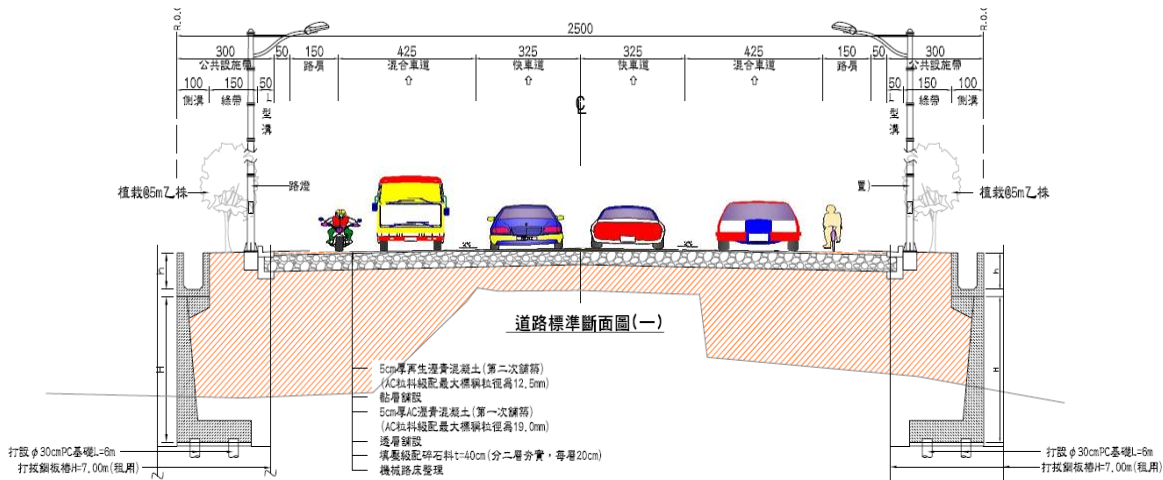 R.O.
R.O.
2500
300
50
150
425
325
325
425
150
50
300
公共設施帶
路肩
混合車道
快車道
快車道
混合車道
路肩
公共設施帶
100
150
50
50
150
100
側溝
綠帶
L型溝
L型溝
綠帶
側溝
℄
植栽@5m乙株
路燈
置)
植栽@5m乙株
h
h
H
H
道路標準斷面圖(一)
5cm厚再生瀝青混凝土(第二次舖築)
(AC粒料級配最大標稱粒徑為12.5mm)
黏層舖設
5cm厚AC瀝青混凝土(第一次舖築)
(AC粒料級配最大標稱粒徑為19.0mm)
透層舖設
填壓級配碎石料t=40cm(分二層夯實，每層20cm)
機械路床整理
打設φ30cmPC基礎L=6m
打拔鋼板樁H=7.00m(租用)
打設φ30cmPC基礎L=6m
打拔鋼板樁H=7.00m(租用)